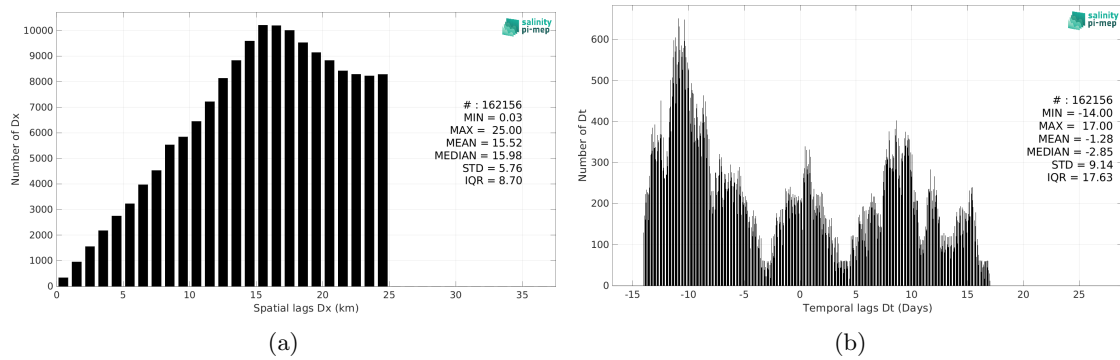 salinity
pi-mep
10000
9000
8000
7000
6000
5000
4000
3000
2000
1000
0
Number of Dx
# : 162156
MIN = 0.03
MAX = 25.00
MEAN = 15.52
MEDIAN = 15.98
STD = 5.76
IQR = 8.70
0 5 10 15 20 25 30 35
Spatial lags Dx (km)
(a)
salinity
pi-mep
600
500
400
300
200
100
0
Number of Dt
# : 162156
MIN = -14.00
MAX = 17.00
MEAN = -1.28
MEDIAN = -2.85
STD = 9.14
IQR = 17.63
-15 -10 -5 0 5 10 15 20 25
Temporal lags Dt (Days)
(b)